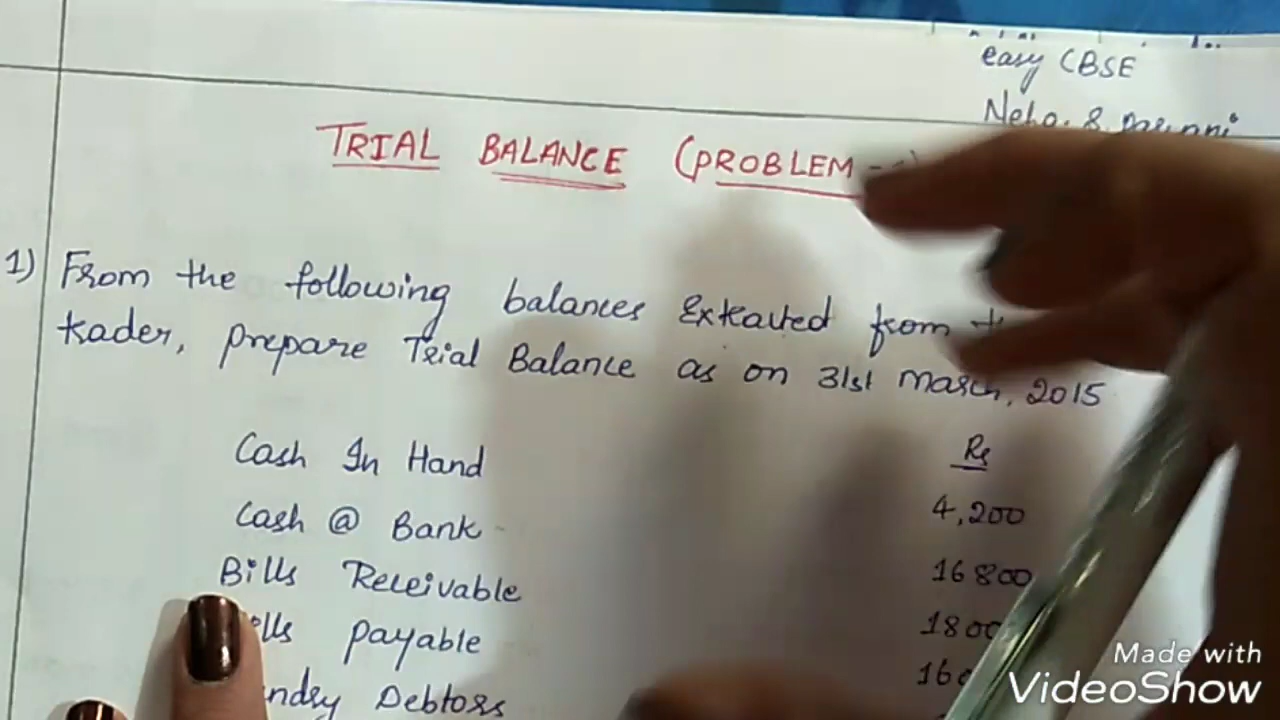 easy CBSE
TRIAL BALANCE (PROBLEM
1) From the following balances Extracted from
trader, prepare Trial Balance as on 31st March, 2015
Rs
Cash In Hand 4,200
Cash @ Bank 16800
Bills Receivable
payable
Debtors
Made with
VideoShow